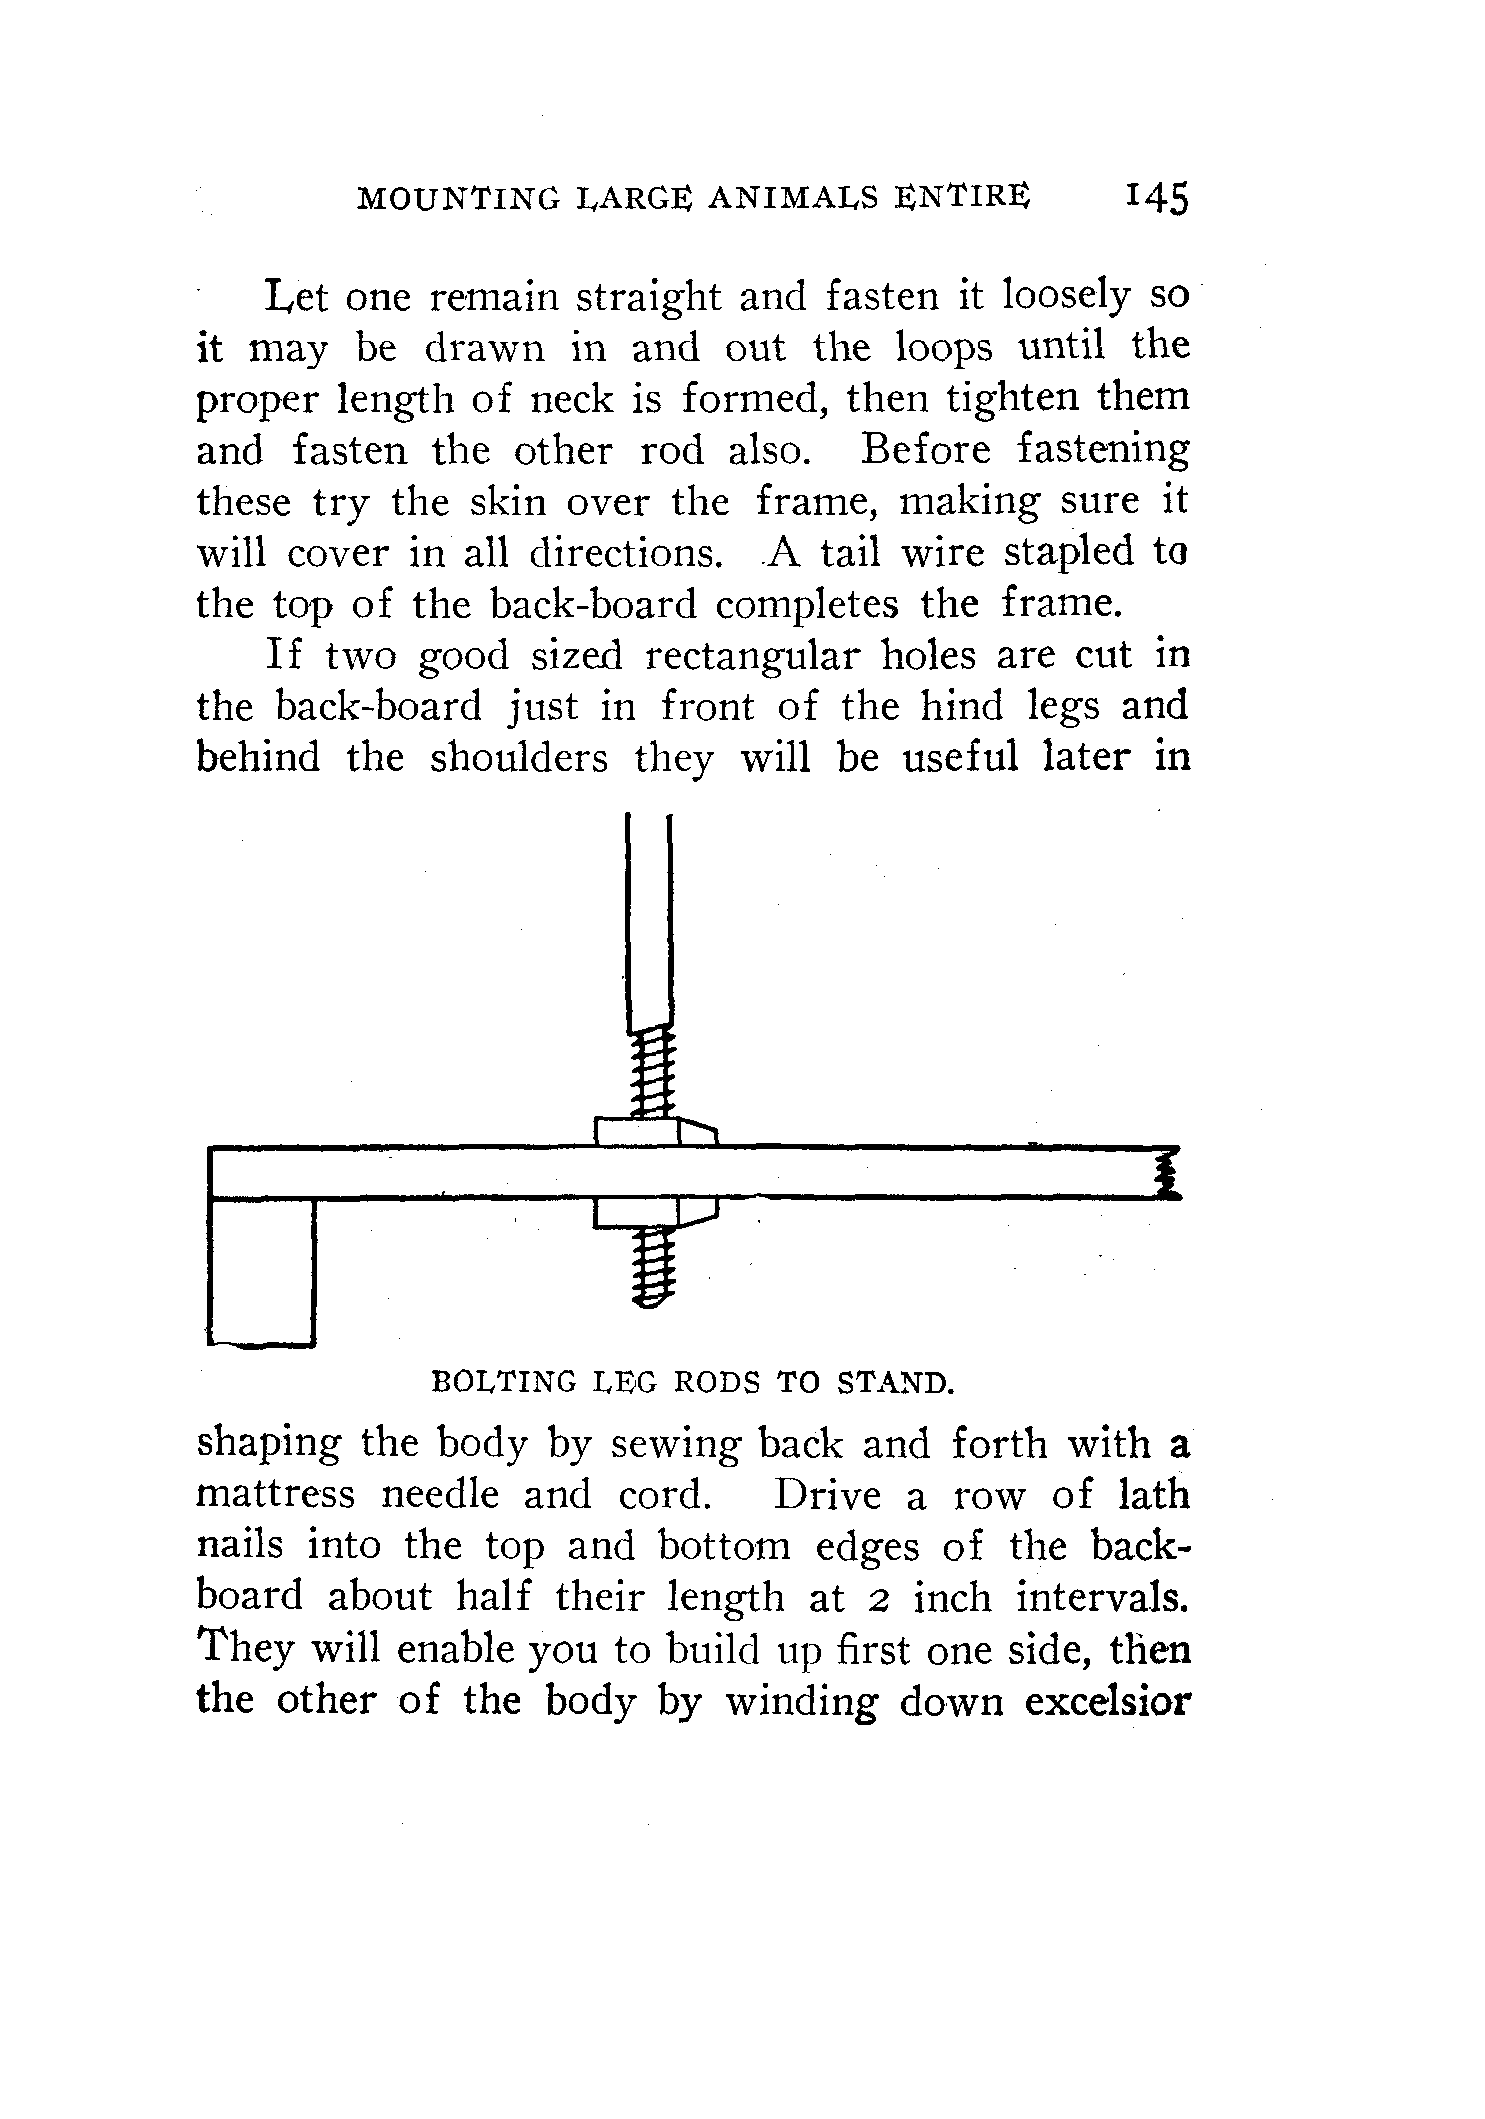 MOUNTING LARGE ANIMALS ENTIRE 145
Let one remain straight and fasten it loosely so
it may be drawn in and out the loops until the
proper length of neck is formed, then tighten them
and fasten the other rod also. Before fastening
these try the skin over the frame, making sure it
will cover in all directions. A tail wire stapled to
the top of the back-board completes the frame.
If two good sized rectangular holes are cut in
the back-board just in front of the hind legs and
behind the shoulders they will be useful later in
BOLTING LEG RODS TO STAND.
shaping the body by sewing back and forth with a
mattress needle and cord. Drive a row of lath
nails into the top and bottom edges of the back-
board about half their length at 2 inch intervals.
They will enable you to build up first one side, then
the other of the body by winding down excelsior